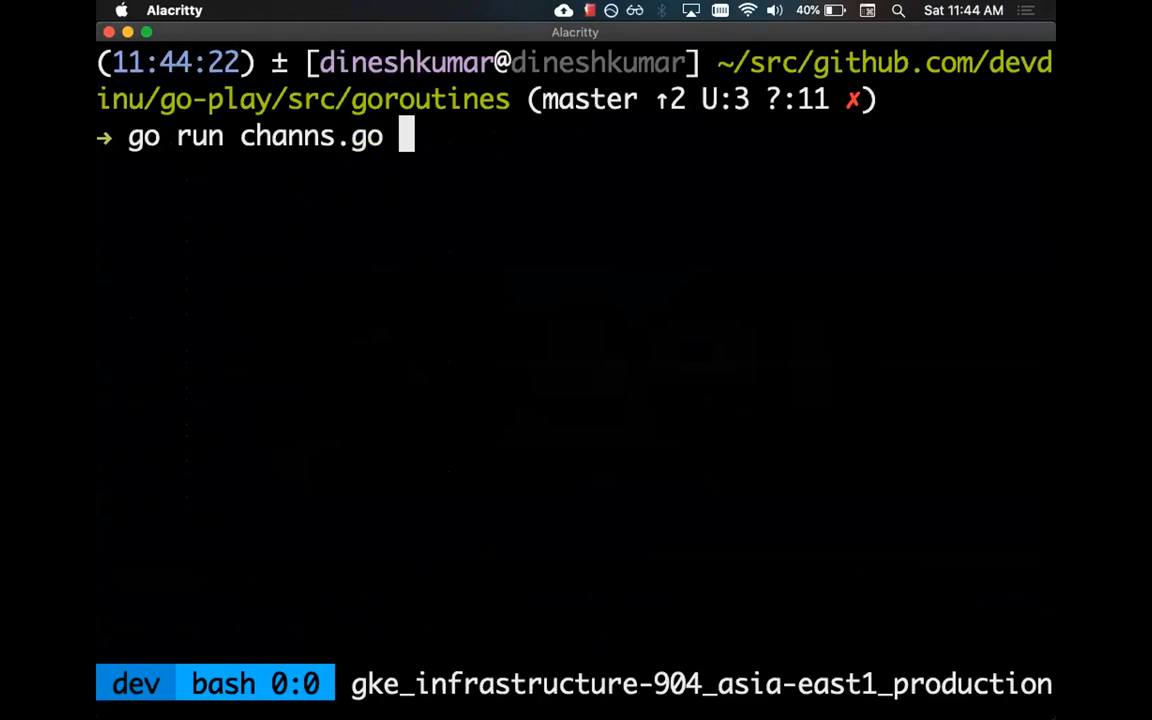 Alacritty 40% Sat 11:44 AM
Alacritty
(11:44:22) ± [dineshkumar@dineshkumar] ~/src/github.com/devd
inu/go-play/src/goroutines (master ↑2 U:3 ?:11 ✗)
→ go run channs.go
dev bash 0:0 gke_infrastructure-904_asia-east1_production